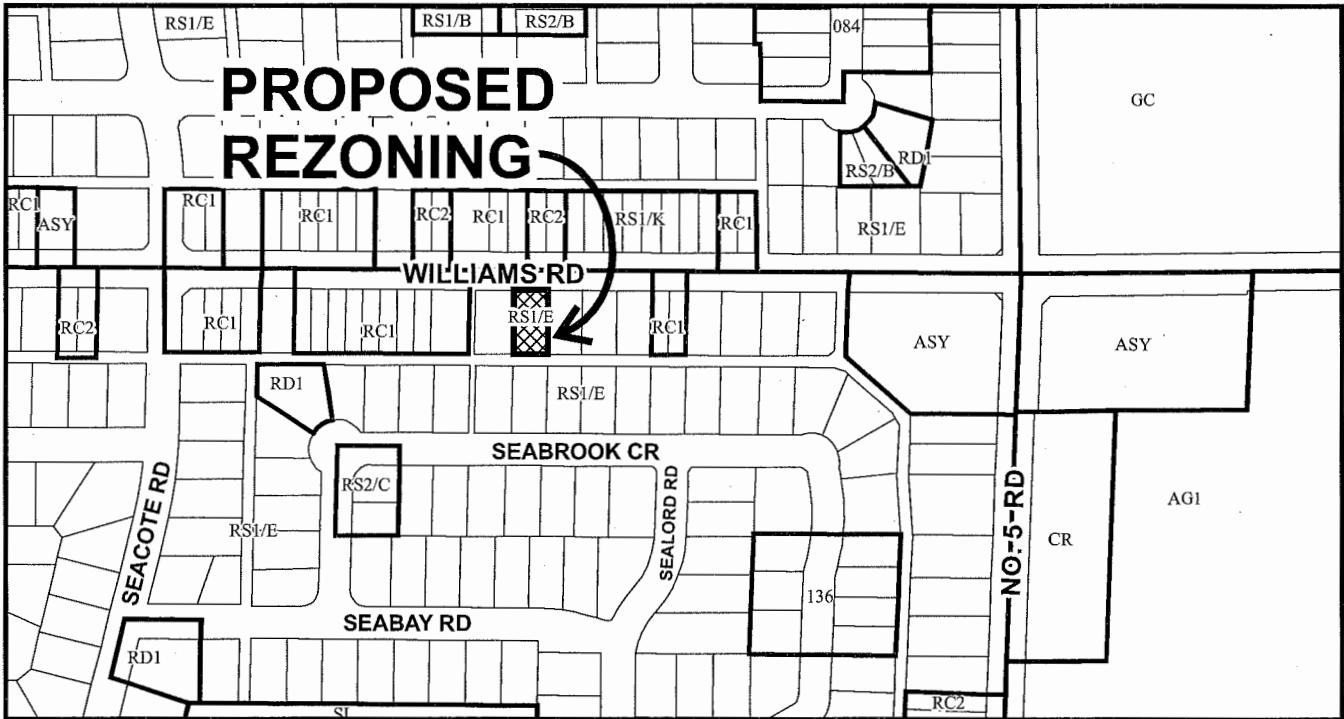 RS1/E
RS1/B
RS2/B
084
PROPOSED
REZONING
GC
RS2/B
RD1
RC1
ASY
RC1
RC1
RC2
RC1
RC2
RS1/K
RC1
RS1/E
WILLIAMS RD
RC2
RC1
RC1
RS1/E
RC1
ASY
ASY
RD1
RS1/E
SEABROOK CR
SEACOTE RD
RS2/C
SEALORD RD
NO. 5 RD
AG1
RS1/E
CR
136
SEABAY RD
RD1
RC2